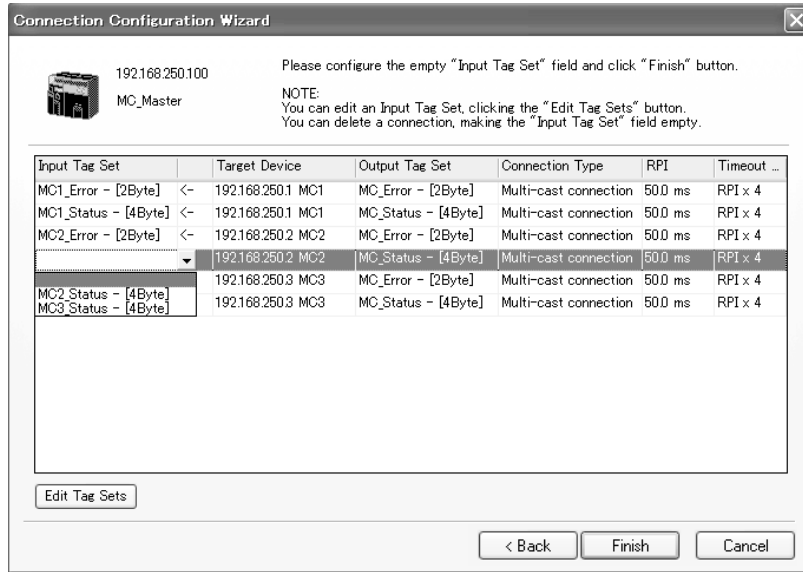 Connection Configuration Wizard
192.168.250.100
MC_Master
Please configure the empty "Input Tag Set" field and click "Finish" button.
NOTE:
You can edit an Input Tag Set, clicking the "Edit Tag Sets" button.
You can delete a connection, making the "Input Tag Set" field empty.
Input Tag Set Target Device Output Tag Set Connection Type RPI Timeout ...
MC1_Error - [2Byte] <- 192.168.250.1 MC1 MC_Error - [2Byte] Multi-cast connection 50.0 ms RPI x 4
MC1_Status - [4Byte] <- 192.168.250.1 MC1 MC_Status - [4Byte] Multi-cast connection 50.0 ms RPI x 4
MC2_Error - [2Byte] <- 192.168.250.2 MC2 MC_Error - [2Byte] Multi-cast connection 50.0 ms RPI x 4
192.168.250.2 MC2 MC_Status - [4Byte] Multi-cast connection 50.0 ms RPI x 4
192.168.250.3 MC3 MC_Error - [2Byte] Multi-cast connection 50.0 ms RPI x 4
MC2_Status - [4Byte]
MC3_Status - [4Byte]
192.168.250.3 MC3 MC_Status - [4Byte] Multi-cast connection 50.0 ms RPI x 4
Edit Tag Sets
< Back Finish Cancel